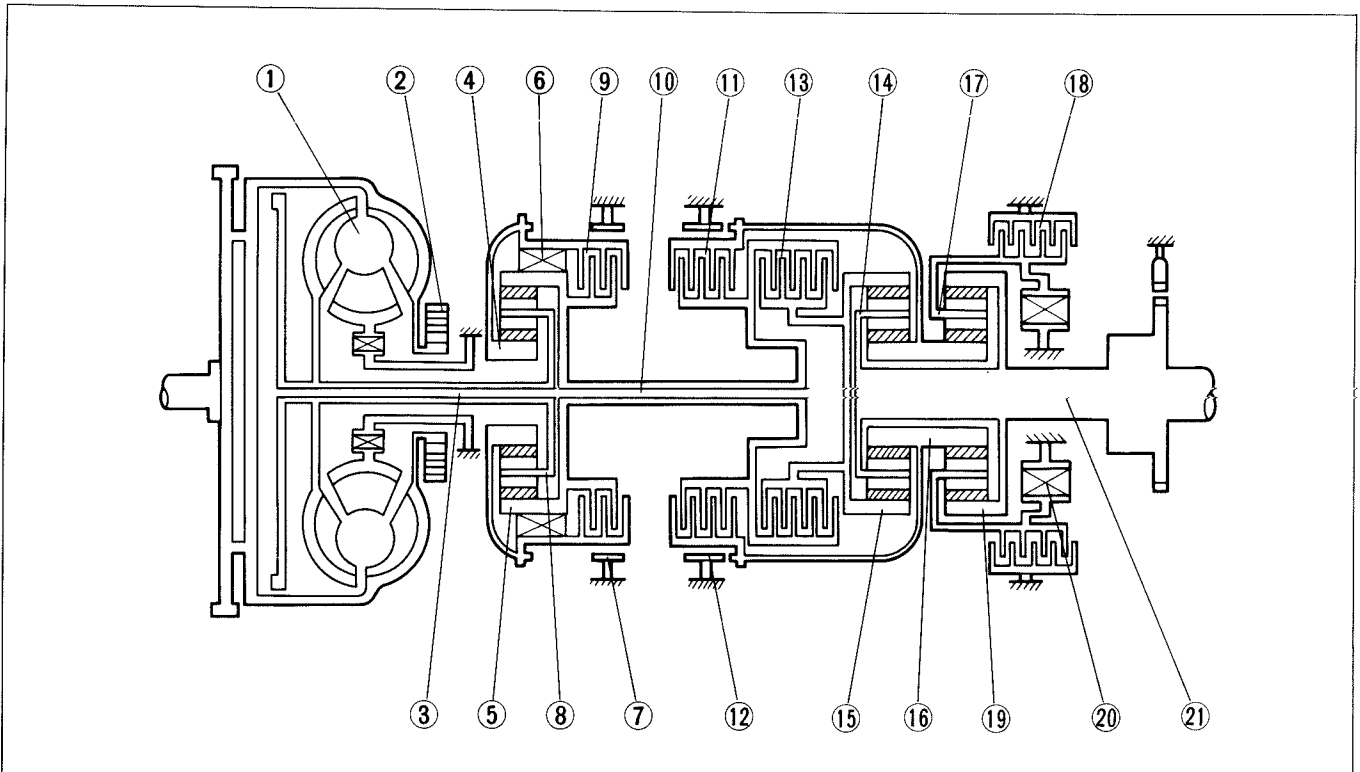 ① ② ④ ⑥ ⑨ ⑩ ⑪ ⑬ ⑭ ⑰ ⑱
③ ⑤ ⑧ ⑦ ⑫ ⑮ ⑯ ⑲ ⑳ ㉑